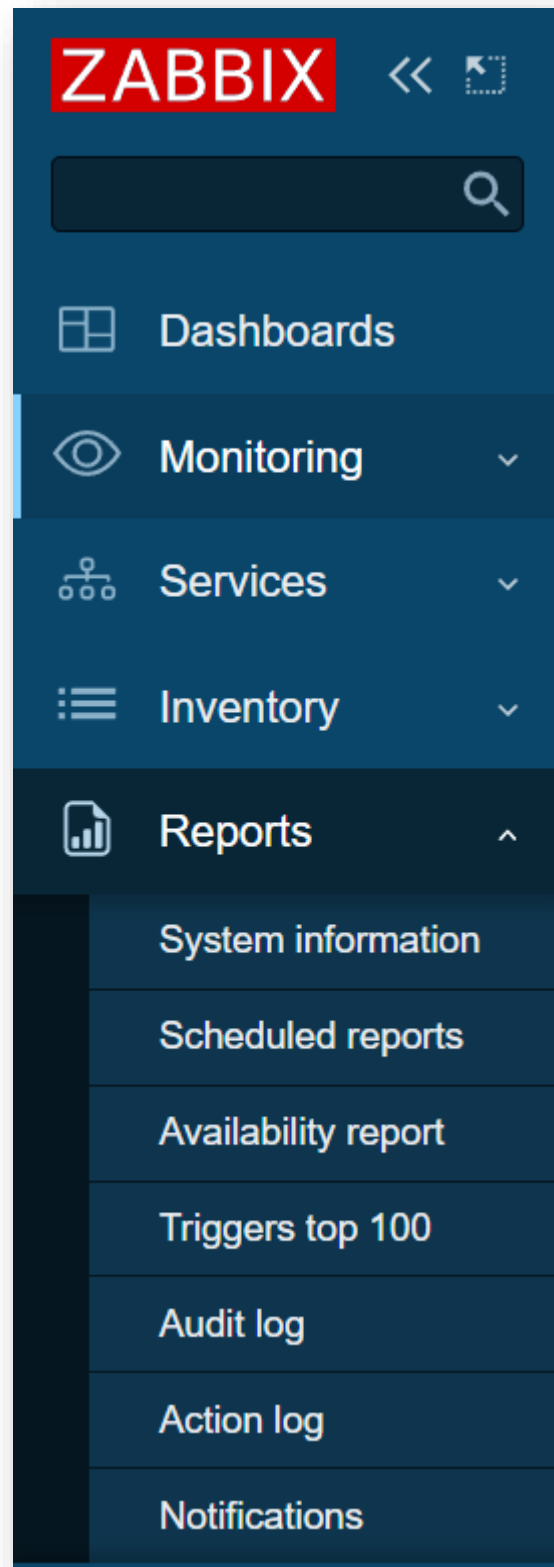 ZABBIX
Dashboards
Monitoring
Services
Inventory
Reports
System information
Scheduled reports
Availability report
Triggers top 100
Audit log
Action log
Notifications